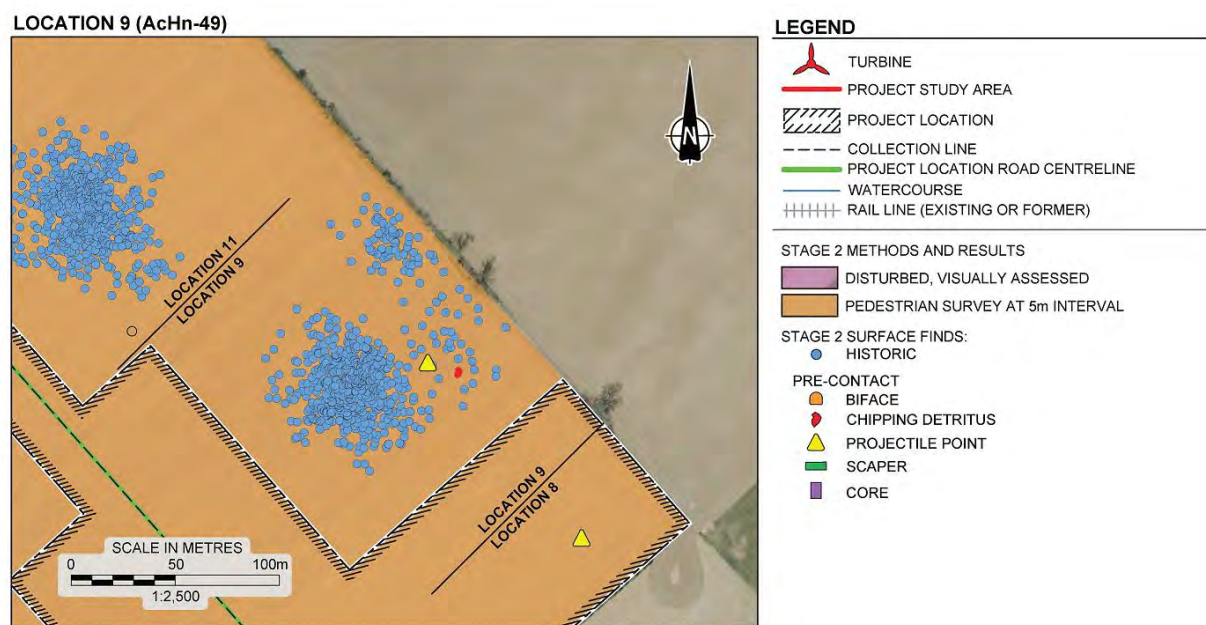 LOCATION 9 (AcHn-49)
N
LOCATION 11
LOCATION 9
LOCATION 9
LOCATION 8
SCALE IN METRES
0 50 100m
1:2,500
LEGEND
TURBINE
PROJECT STUDY AREA
PROJECT LOCATION
COLLECTION LINE
PROJECT LOCATION ROAD CENTRELINE
WATERCOURSE
RAIL LINE (EXISTING OR FORMER)
STAGE 2 METHODS AND RESULTS
DISTURBED, VISUALLY ASSESSED
PEDESTRIAN SURVEY AT 5m INTERVAL
STAGE 2 SURFACE FINDS:
HISTORIC
PRE-CONTACT
BIFACE
CHIPPING DETRITUS
PROJECTILE POINT
SCAPER
CORE